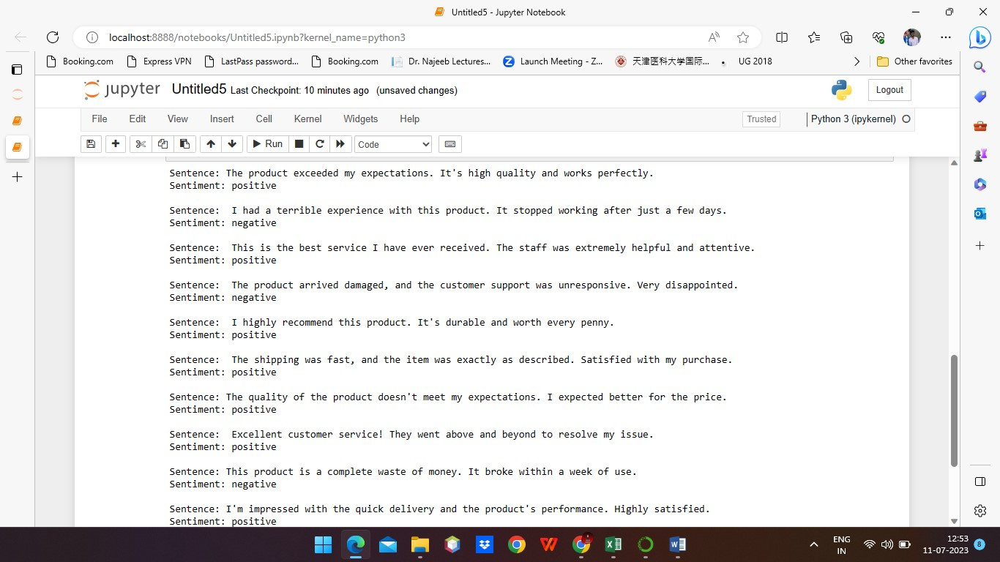 Untitled5 - Jupyter Notebook
localhost:8888/notebooks/Untitled5.ipynb?kernel_name=python3
Booking.com
Express VPN
LastPass password...
Booking.com
Dr. Najeeb Lectures...
Launch Meeting - Z...
天津医科大学国际...
UG 2018
Other favorites
jupyter Untitled5 Last Checkpoint: 10 minutes ago (unsaved changes)
Logout
File Edit View Insert Cell Kernel Widgets Help
Trusted
Python 3 (ipykernel)
Run
Code
Sentence: The product exceeded my expectations. It's high quality and works perfectly.
Sentiment: positive
Sentence:  I had a terrible experience with this product. It stopped working after just a few days.
Sentiment: negative
Sentence:  This is the best service I have ever received. The staff was extremely helpful and attentive.
Sentiment: positive
Sentence:  The product arrived damaged, and the customer support was unresponsive. Very disappointed.
Sentiment: negative
Sentence:  I highly recommend this product. It's durable and worth every penny.
Sentiment: positive
Sentence:  The shipping was fast, and the item was exactly as described. Satisfied with my purchase.
Sentiment: positive
Sentence: The quality of the product doesn't meet my expectations. I expected better for the price.
Sentiment: positive
Sentence:  Excellent customer service! They went above and beyond to resolve my issue.
Sentiment: positive
Sentence: This product is a complete waste of money. It broke within a week of use.
Sentiment: negative
Sentence: I'm impressed with the quick delivery and the product's performance. Highly satisfied.
Sentiment: positive
ENG
IN
12:53
11-07-2023
8